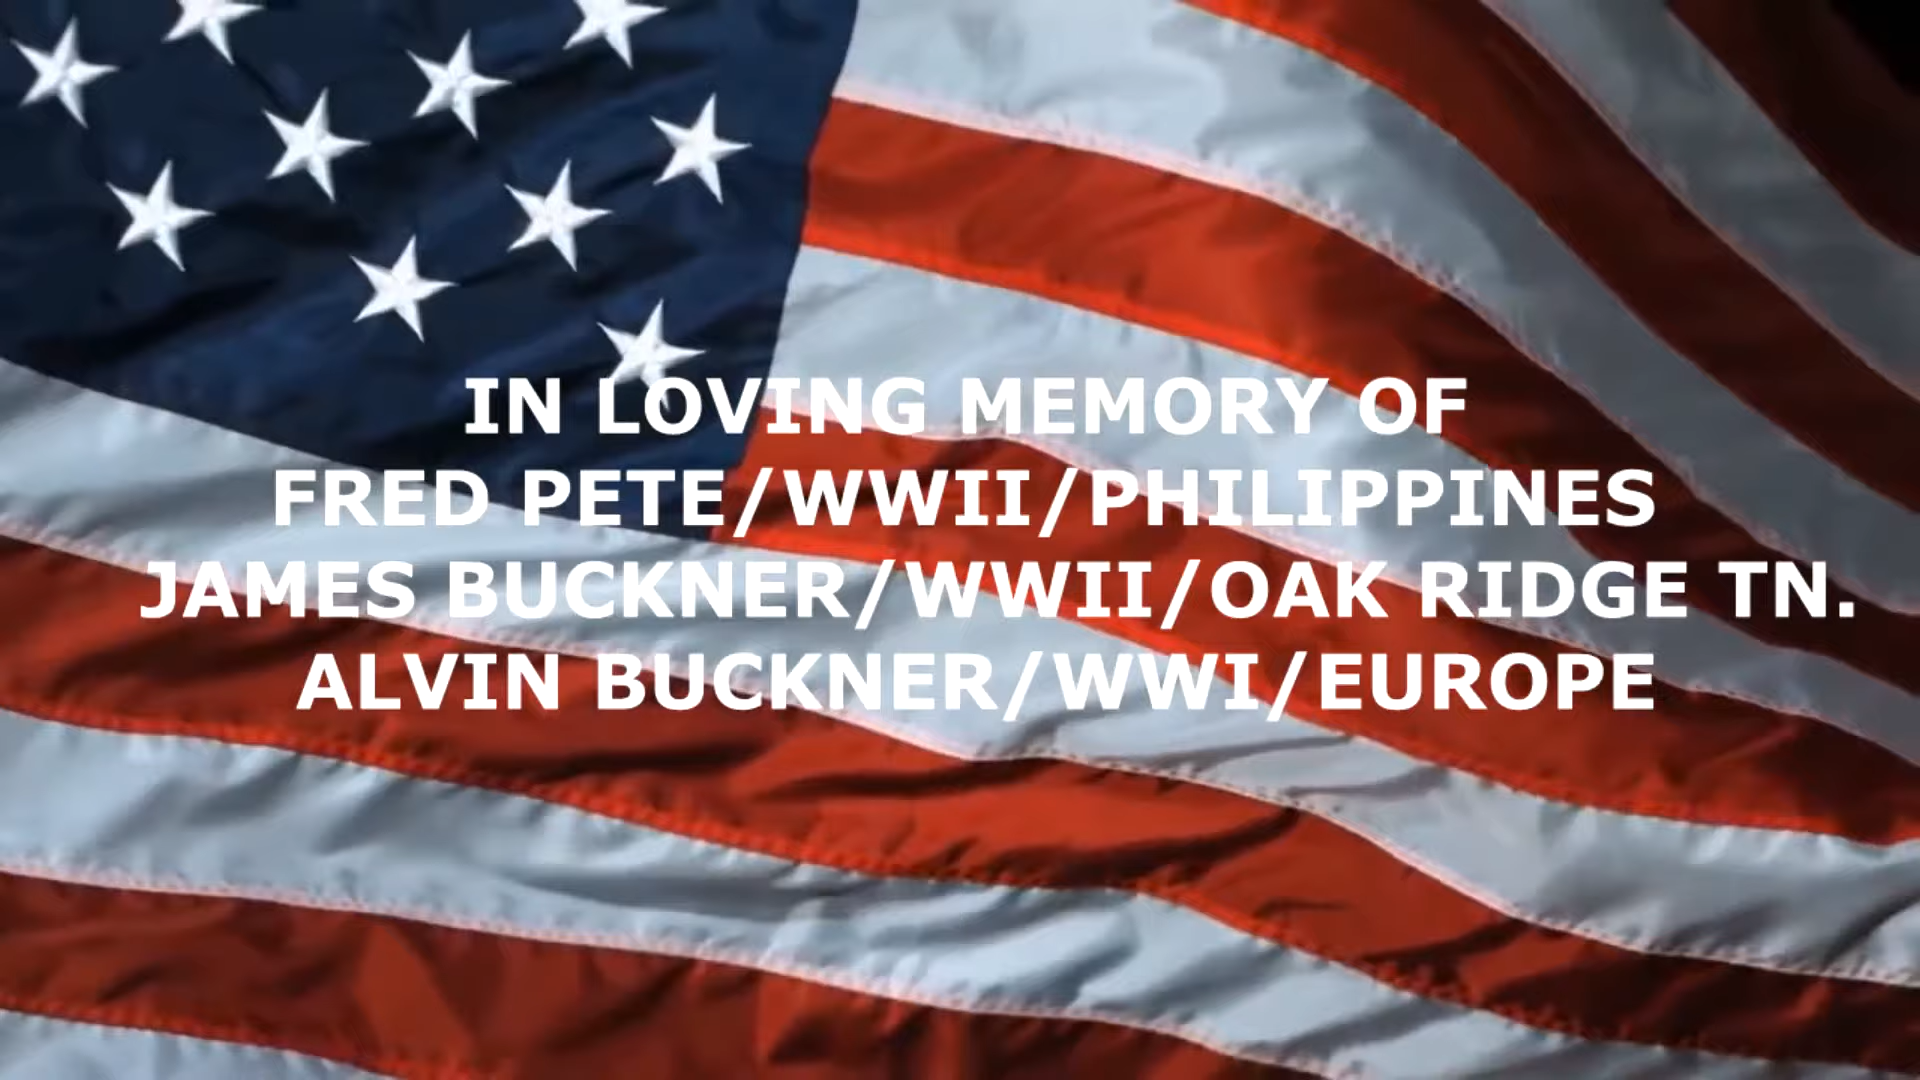 IN LOVING MEMORY OF
FRED PETE/WWII/PHILIPPINES
JAMES BUCKNER/WWII/OAK RIDGE TN.
ALVIN BUCKNER/WWI/EUROPE